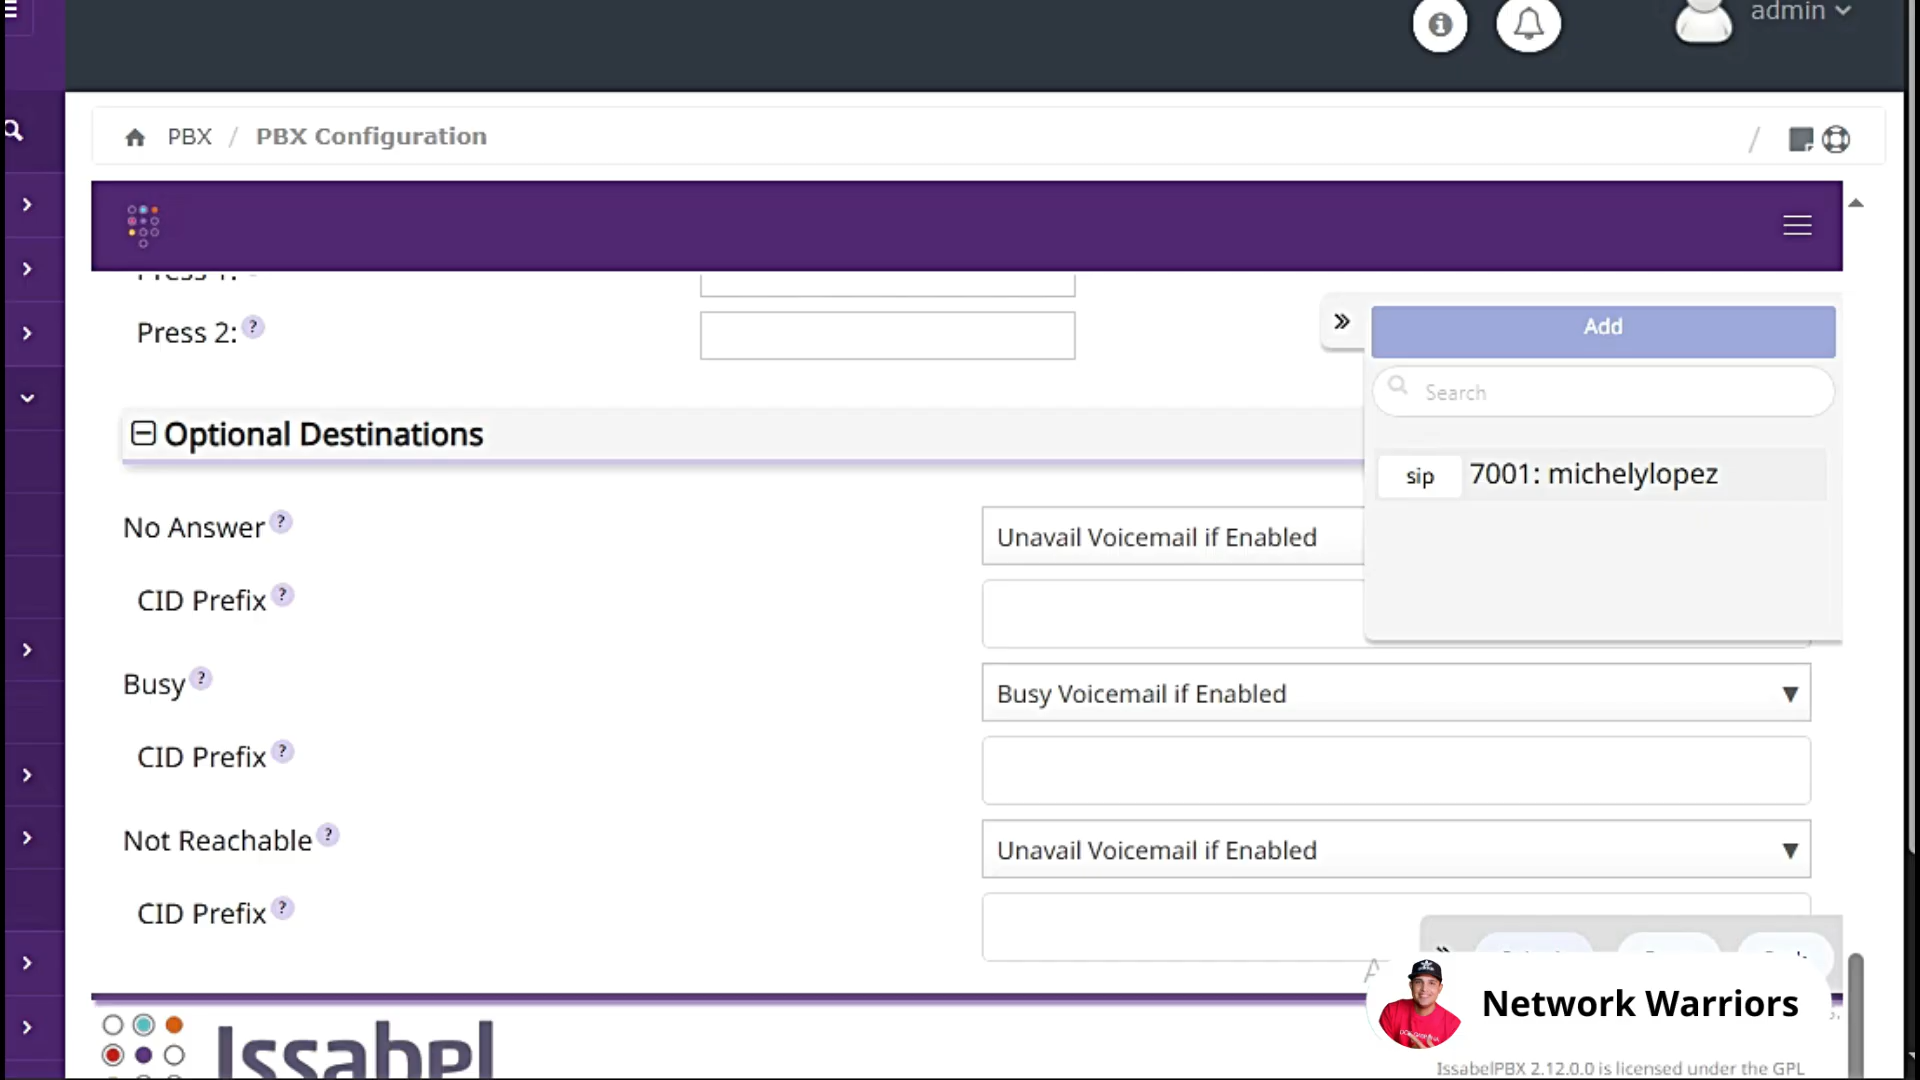 admin
PBX / PBX Configuration /
Press 1:
Press 2: ?
Add
Search
sip 7001: michelylopez
Optional Destinations
No Answer ?
Unavail Voicemail if Enabled
CID Prefix ?
Busy ?
Busy Voicemail if Enabled
CID Prefix ?
Not Reachable ?
Unavail Voicemail if Enabled
CID Prefix ?
Network Warriors
Issabel
IssabelPBX 2.12.0.0 is licensed under the GPL